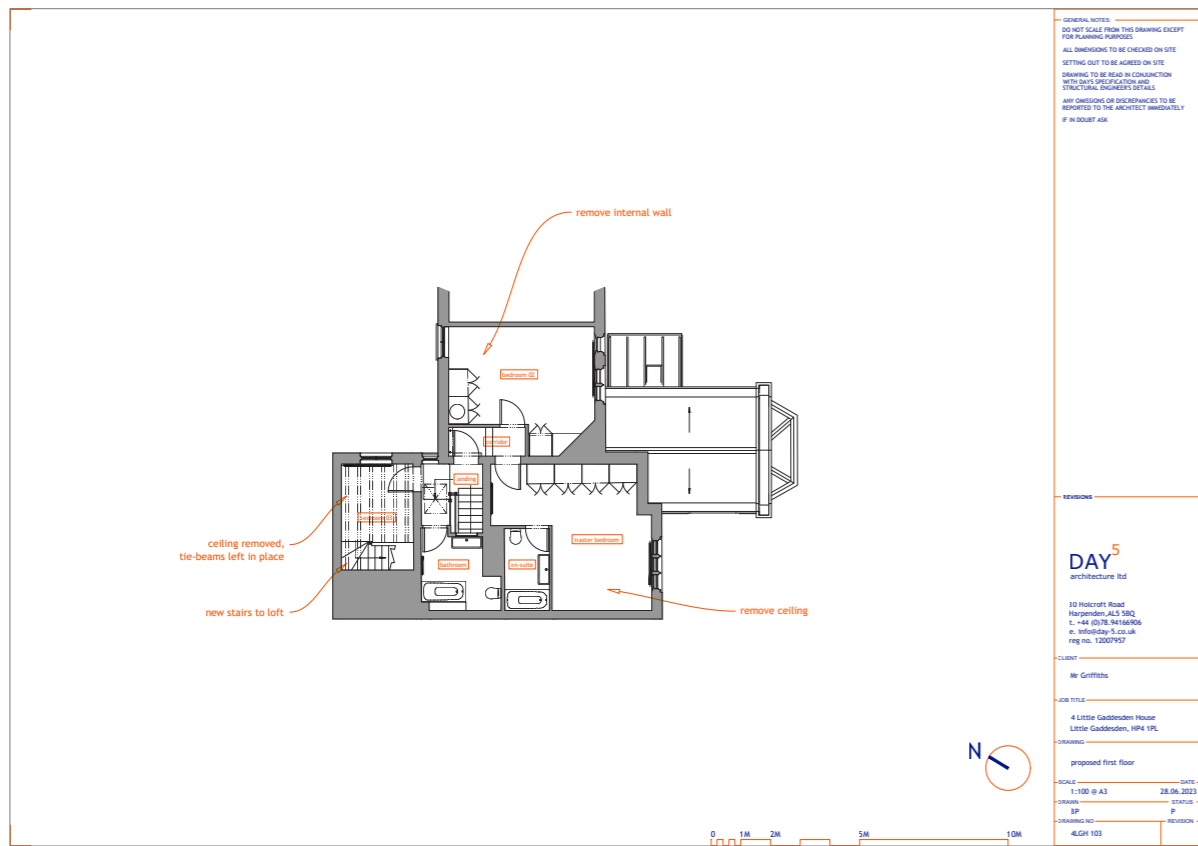 GENERAL NOTES:
DO NOT SCALE FROM THIS DRAWING EXCEPT
FOR PLANNING PURPOSES
ALL DIMENSIONS TO BE CHECKED ON SITE
SETTING OUT TO BE AGREED ON SITE
DRAWING TO BE READ IN CONJUNCTION
WITH DAY5 SPECIFICATION AND
STRUCTURAL ENGINEER'S DETAILS
ANY OMISSIONS OR DISCREPANCIES TO BE
REPORTED TO THE ARCHITECT IMMEDIATELY
IF IN DOUBT ASK
remove internal wall
bedroom 02
corridor
landing
bedroom 03
ceiling removed,
tie-beams left in place
master bedroom
bathroom
en-suite
new stairs to loft
remove ceiling
REVISIONS
DAY5
architecture ltd
30 Holcroft Road
Harpenden, AL5 5BQ
t. +44 (0)78.94166906
e. info@day-5.co.uk
reg no. 12007957
CLIENT
Mr Griffiths
JOB TITLE
4 Little Gaddesden House
Little Gaddesden, HP4 1PL
DRAWING
proposed first floor
SCALE DATE
1:100 @ A3 28.06.2023
DRAWN STATUS
BP P
DRAWING NO REVISION
4LGH 103
N
0 1M 2M 5M 10M